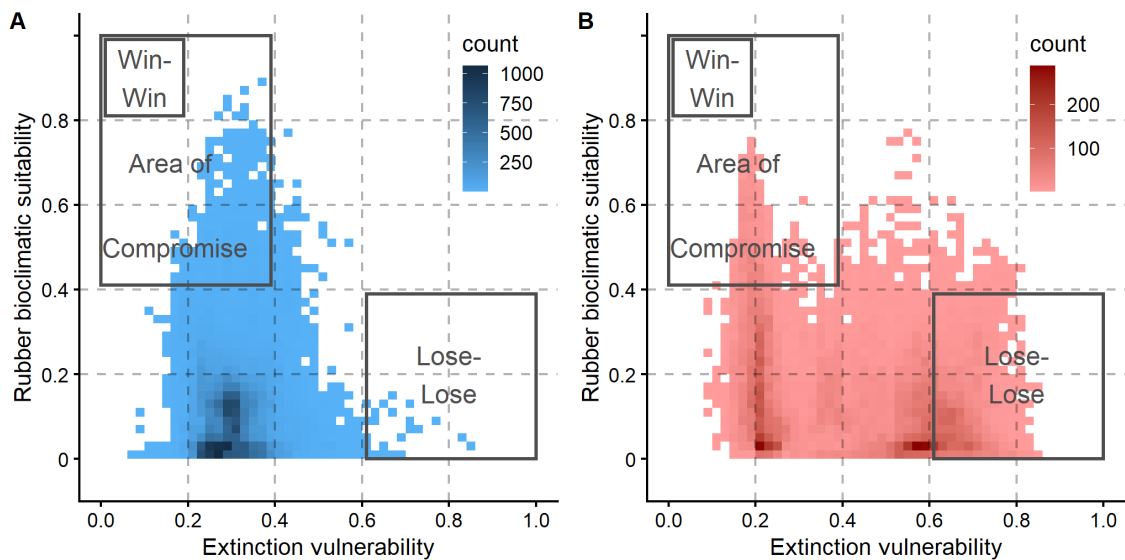 A
Win-
Win
Area of
Compromise
Lose-
Lose
count
1000
750
500
250
0.8
0.6
0.4
0.2
0
0.0
0.2
0.4
0.6
0.8
1.0
Rubber bioclimatic suitability
Extinction vulnerability
B
Win-
Win
Area of
Compromise
Lose-
Lose
count
200
100
0.8
0.6
0.4
0.2
0
0.0
0.2
0.4
0.6
0.8
1.0
Rubber bioclimatic suitability
Extinction vulnerability